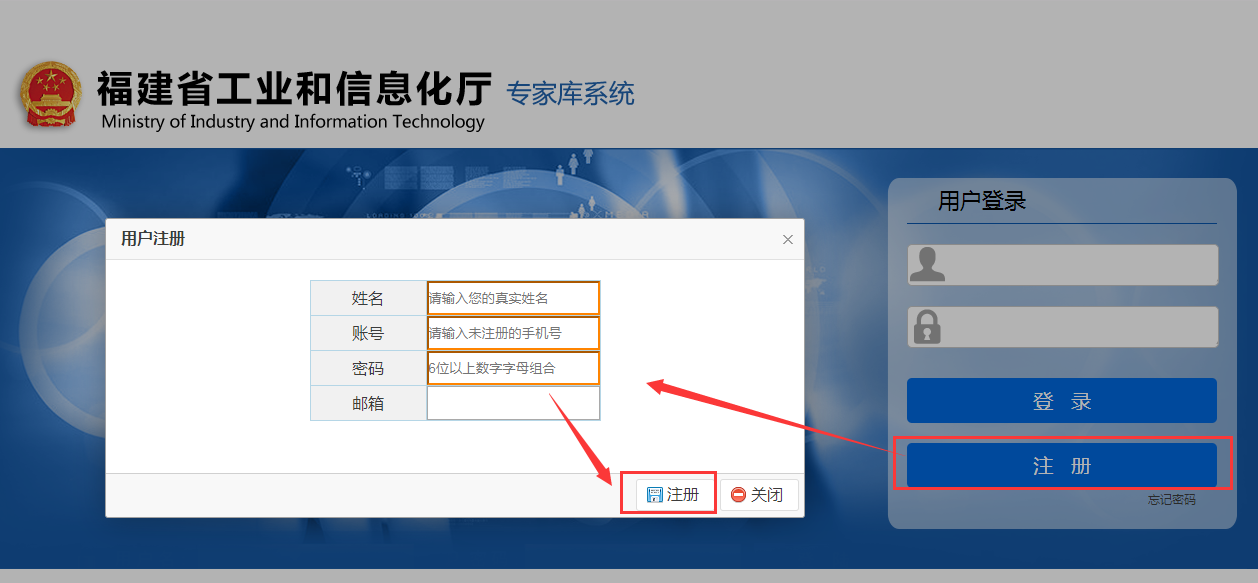 福建省工业和信息化厅 专家库系统
Ministry of Industry and Information Technology
用户登录
登 录
注 册
忘记密码
用户注册
姓名 请输入您的真实姓名
账号 请输入未注册的手机号
密码 6位以上数字字母组合
邮箱
注册 关闭